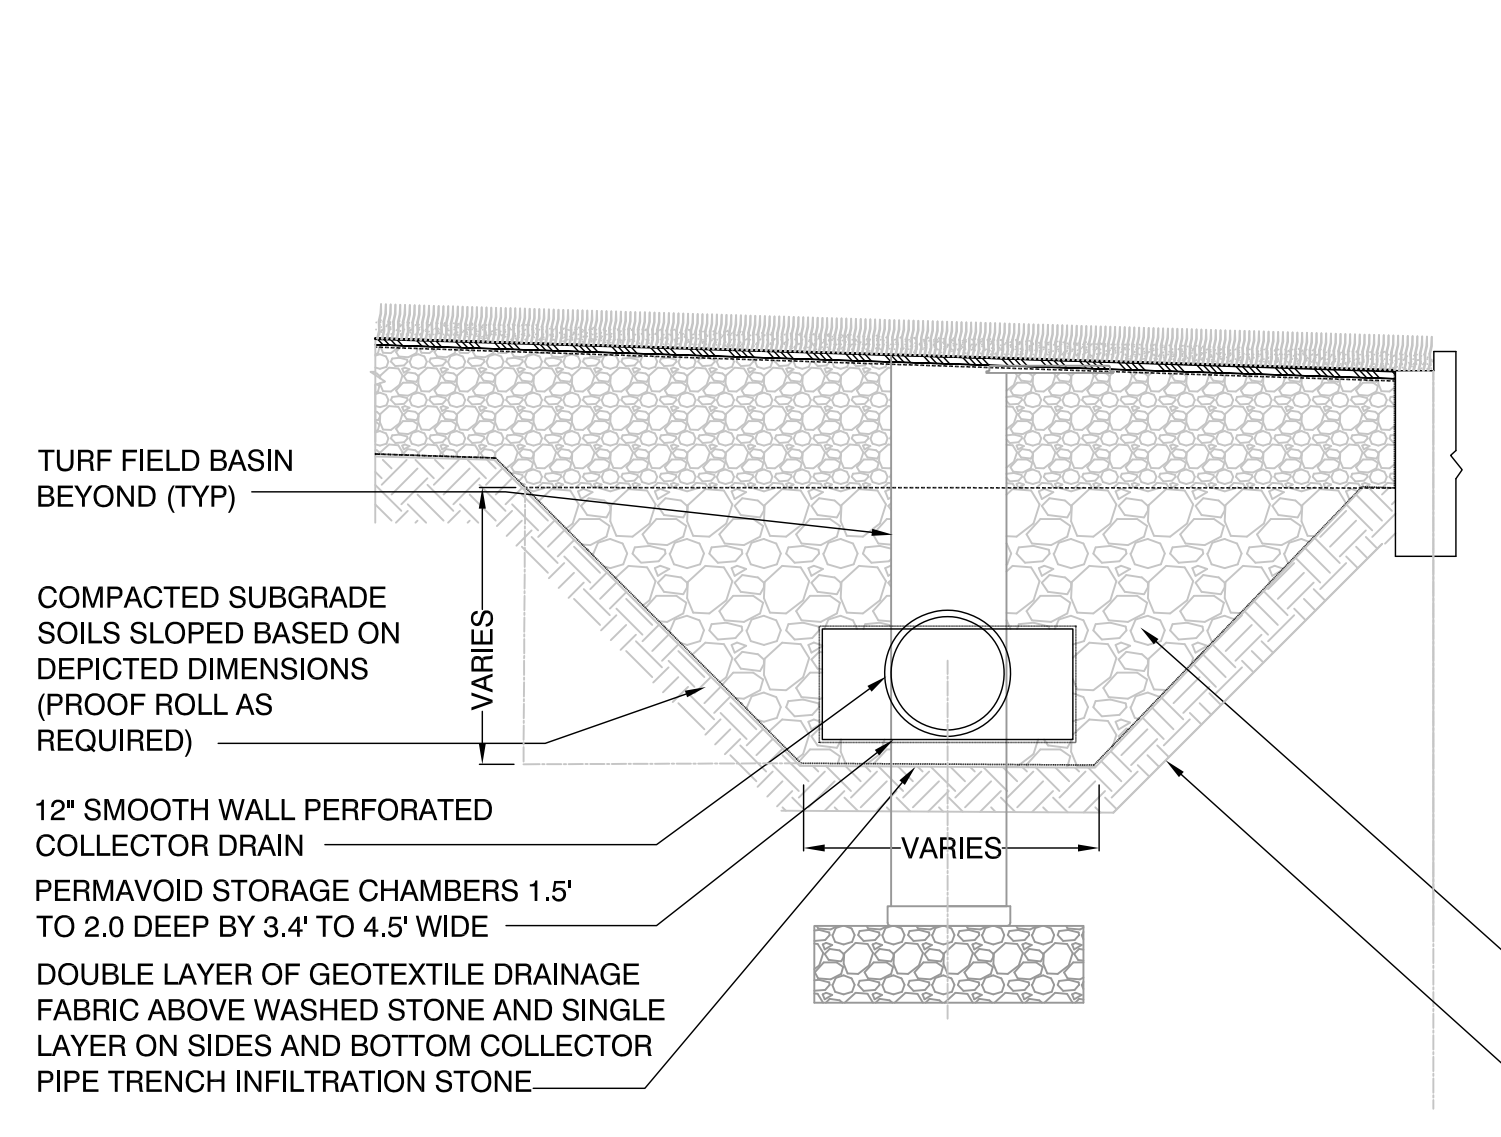 TURF FIELD BASIN
BEYOND (TYP)
COMPACTED SUBGRADE
SOILS SLOPED BASED ON
DEPICTED DIMENSIONS
(PROOF ROLL AS
REQUIRED)
VARIES
12" SMOOTH WALL PERFORATED
COLLECTOR DRAIN
VARIES
PERMAVOID STORAGE CHAMBERS 1.5'
TO 2.0 DEEP BY 3.4' TO 4.5' WIDE
DOUBLE LAYER OF GEOTEXTILE DRAINAGE
FABRIC ABOVE WASHED STONE AND SINGLE
LAYER ON SIDES AND BOTTOM COLLECTOR
PIPE TRENCH INFILTRATION STONE